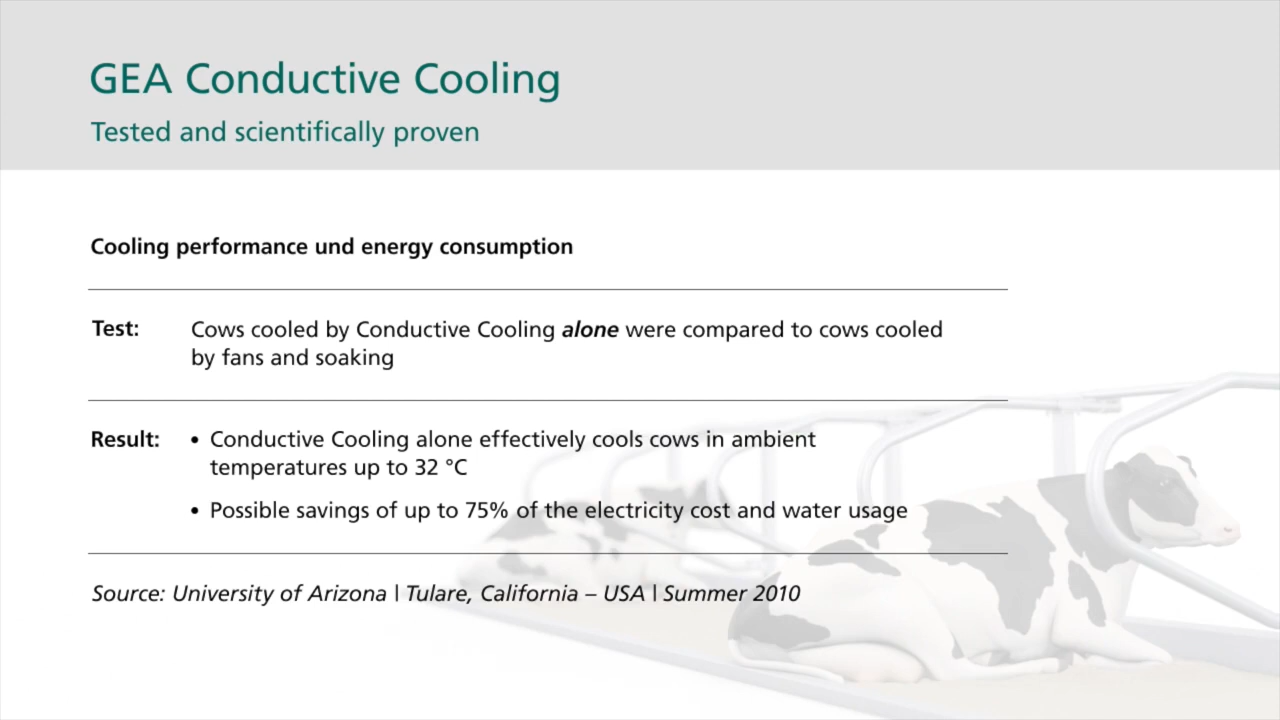 GEA Conductive Cooling
Tested and scientifically proven
Cooling performance und energy consumption
Test: Cows cooled by Conductive Cooling alone were compared to cows cooled
by fans and soaking
Result: • Conductive Cooling alone effectively cools cows in ambient
temperatures up to 32 °C
• Possible savings of up to 75% of the electricity cost and water usage
Source: University of Arizona | Tulare, California – USA | Summer 2010